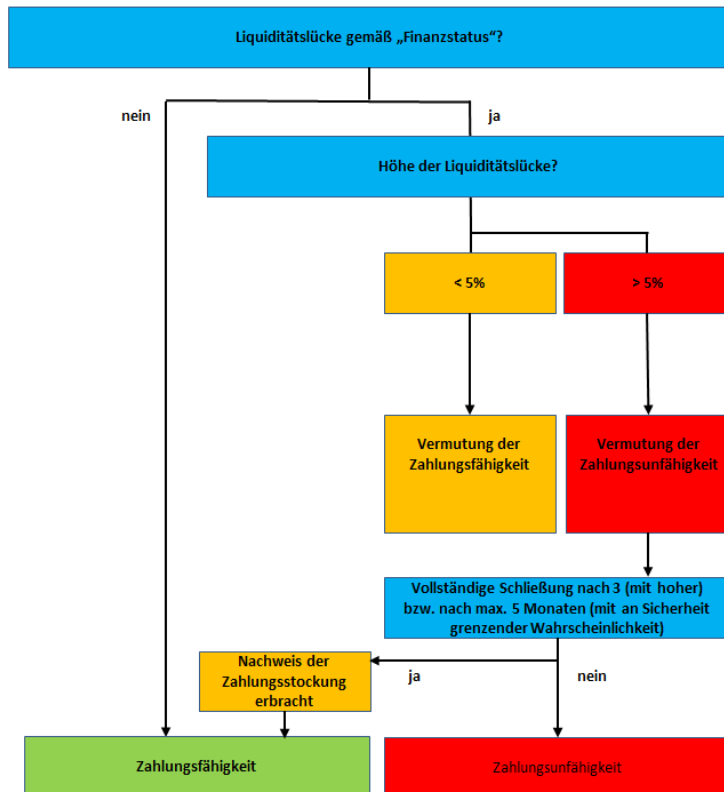 Liquiditätslücke gemäß „Finanzstatus“?
nein
ja
Höhe der Liquiditätslücke?
< 5%
> 5%
Vermutung der
Zahlungsfähigkeit
Vermutung der
Zahlungsunfähigkeit
Vollständige Schließung nach 3 (mit hoher)
bzw. nach max. 5 Monaten (mit an Sicherheit
grenzender Wahrscheinlichkeit)
Nachweis der
Zahlungsstockung
erbracht
ja
nein
Zahlungsfähigkeit
Zahlungsunfähigkeit